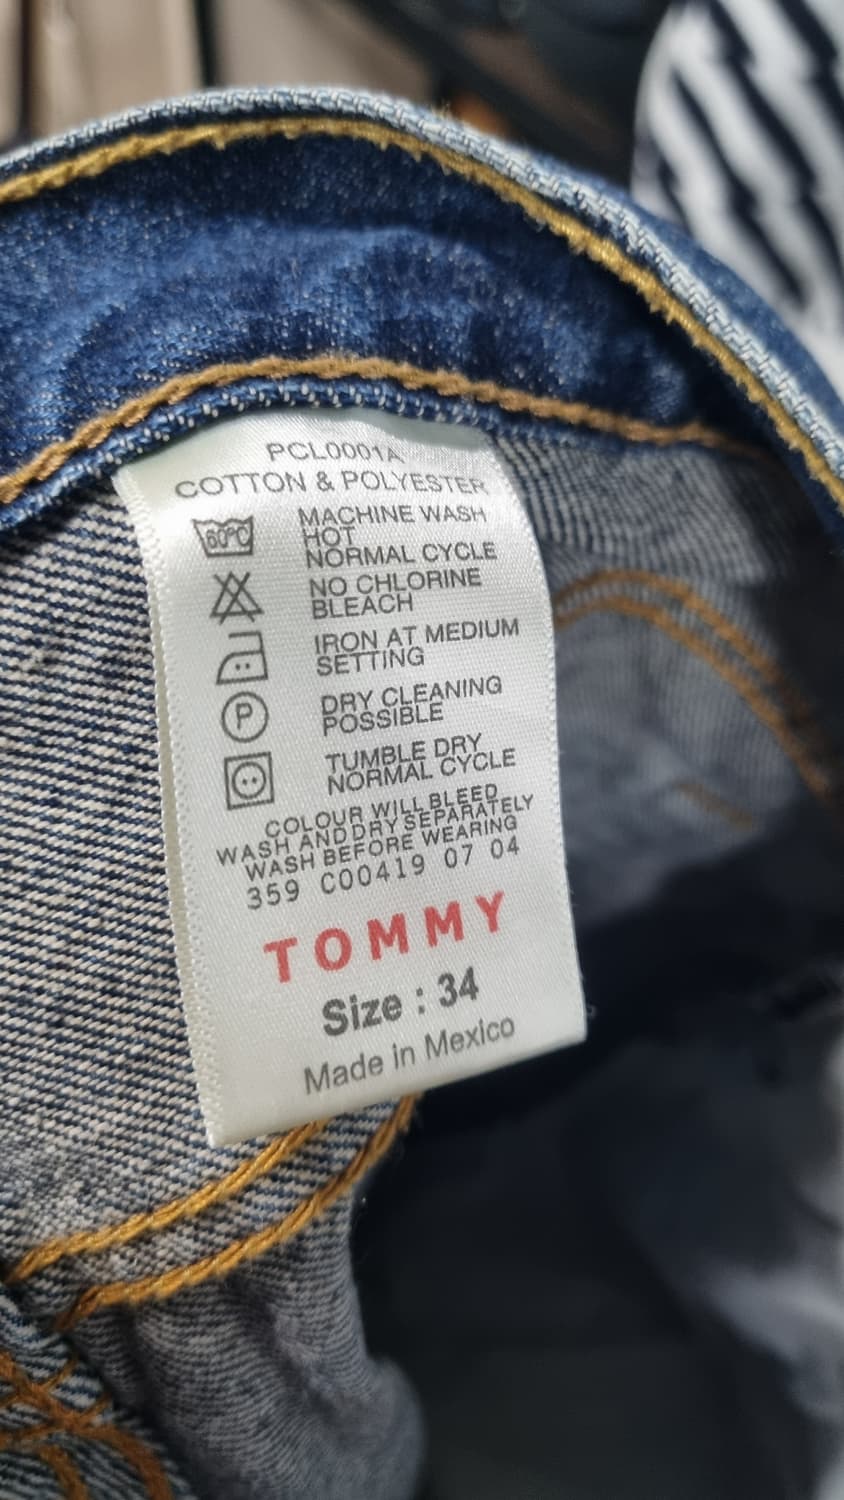 PCL0001A
COTTON & POLYESTER
60°C
MACHINE WASH
HOT
NORMAL CYCLE
NO CHLORINE
BLEACH
IRON AT MEDIUM
SETTING
P
DRY CLEANING
POSSIBLE
TUMBLE DRY
NORMAL CYCLE
COLOUR WILL BLEED
WASH AND DRY SEPARATELY
WASH BEFORE WEARING
359 C00419 07 04
TOMMY
Size : 34
Made in Mexico